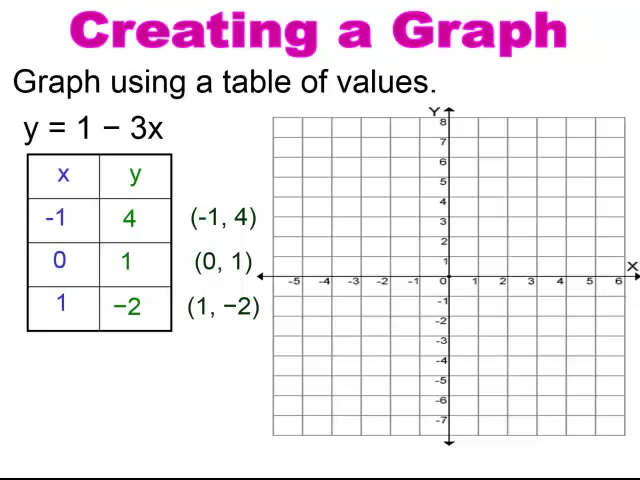 Creating a Graph
Graph using a table of values.
y = 1 − 3x
x y
-1 4 (-1, 4)
0 1 (0, 1)
1 −2 (1, −2)
Y
8
7
6
5
4
3
2
1
X
-5 -4 -3 -2 -1 0 1 2 3 4 5 6
-1
-2
-3
-4
-5
-6
-7